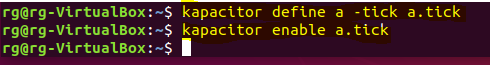 rg@rg-VirtualBox:~$ kapacitor define a -tick a.tick
rg@rg-VirtualBox:~$ kapacitor enable a.tick
rg@rg-VirtualBox:~$